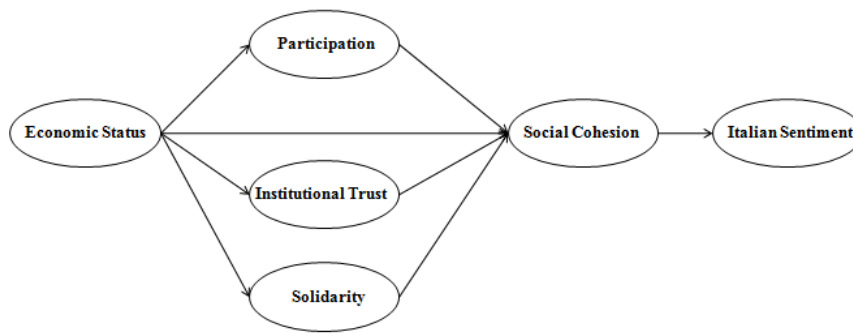 Participation
Economic Status
Social Cohesion
Italian Sentiment
Institutional Trust
Solidarity